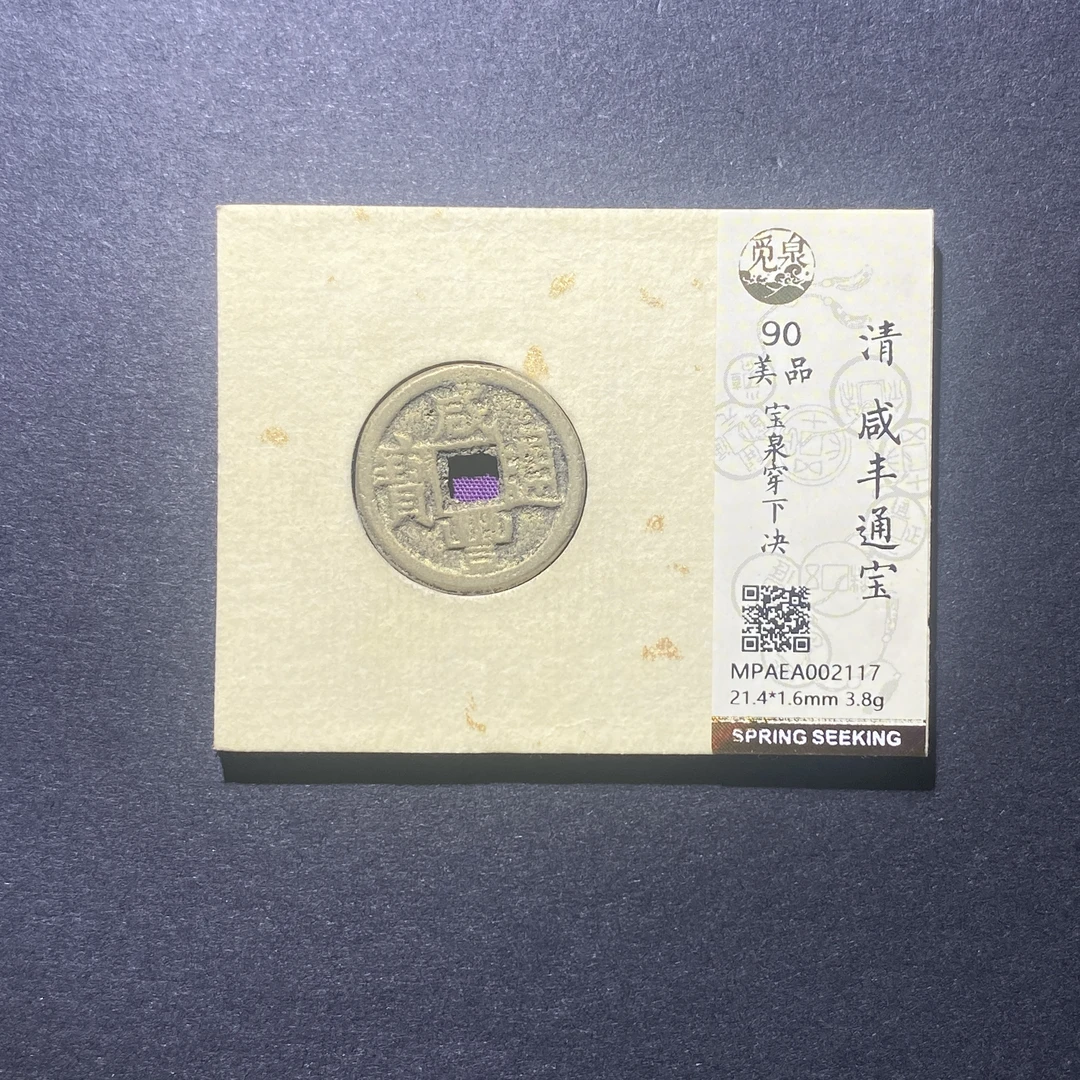 咸豐通寶
覓泉
90
美品
宝泉穿下决
清 咸丰通宝
MPAEA002117
21.4*1.6mm 3.8g
SPRING SEEKING